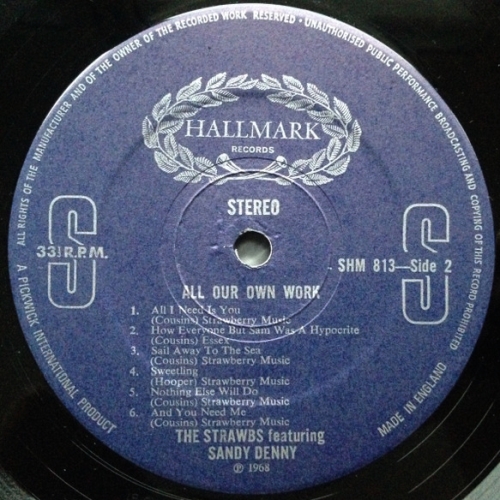 ALL RIGHTS OF THE MANUFACTURER AND OF THE OWNER OF THE RECORDED WORK RESERVED · UNAUTHORISED PUBLIC PERFORMANCE BROADCASTING AND COPYING OF THIS RECORD PROHIBITED
HALLMARK
RECORDS
STEREO
S S
33⅓ R.P.M.
SHM 813—Side 2
ALL OUR OWN WORK
1. All I Need Is You
(Cousins) Strawberry Music
2. How Everyone But Sam Was A Hypocrite
(Cousins) Essex
3. Sail Away To The Sea
(Cousins) Strawberry Music
4. Sweetling
(Hooper) Strawberry Music
5. Nothing Else Will Do
(Cousins) Strawberry Music
6. And You Need Me
(Cousins) Strawberry Music
THE STRAWBS featuring
SANDY DENNY
℗ 1968
A PICKWICK INTERNATIONAL PRODUCT
MADE IN ENGLAND